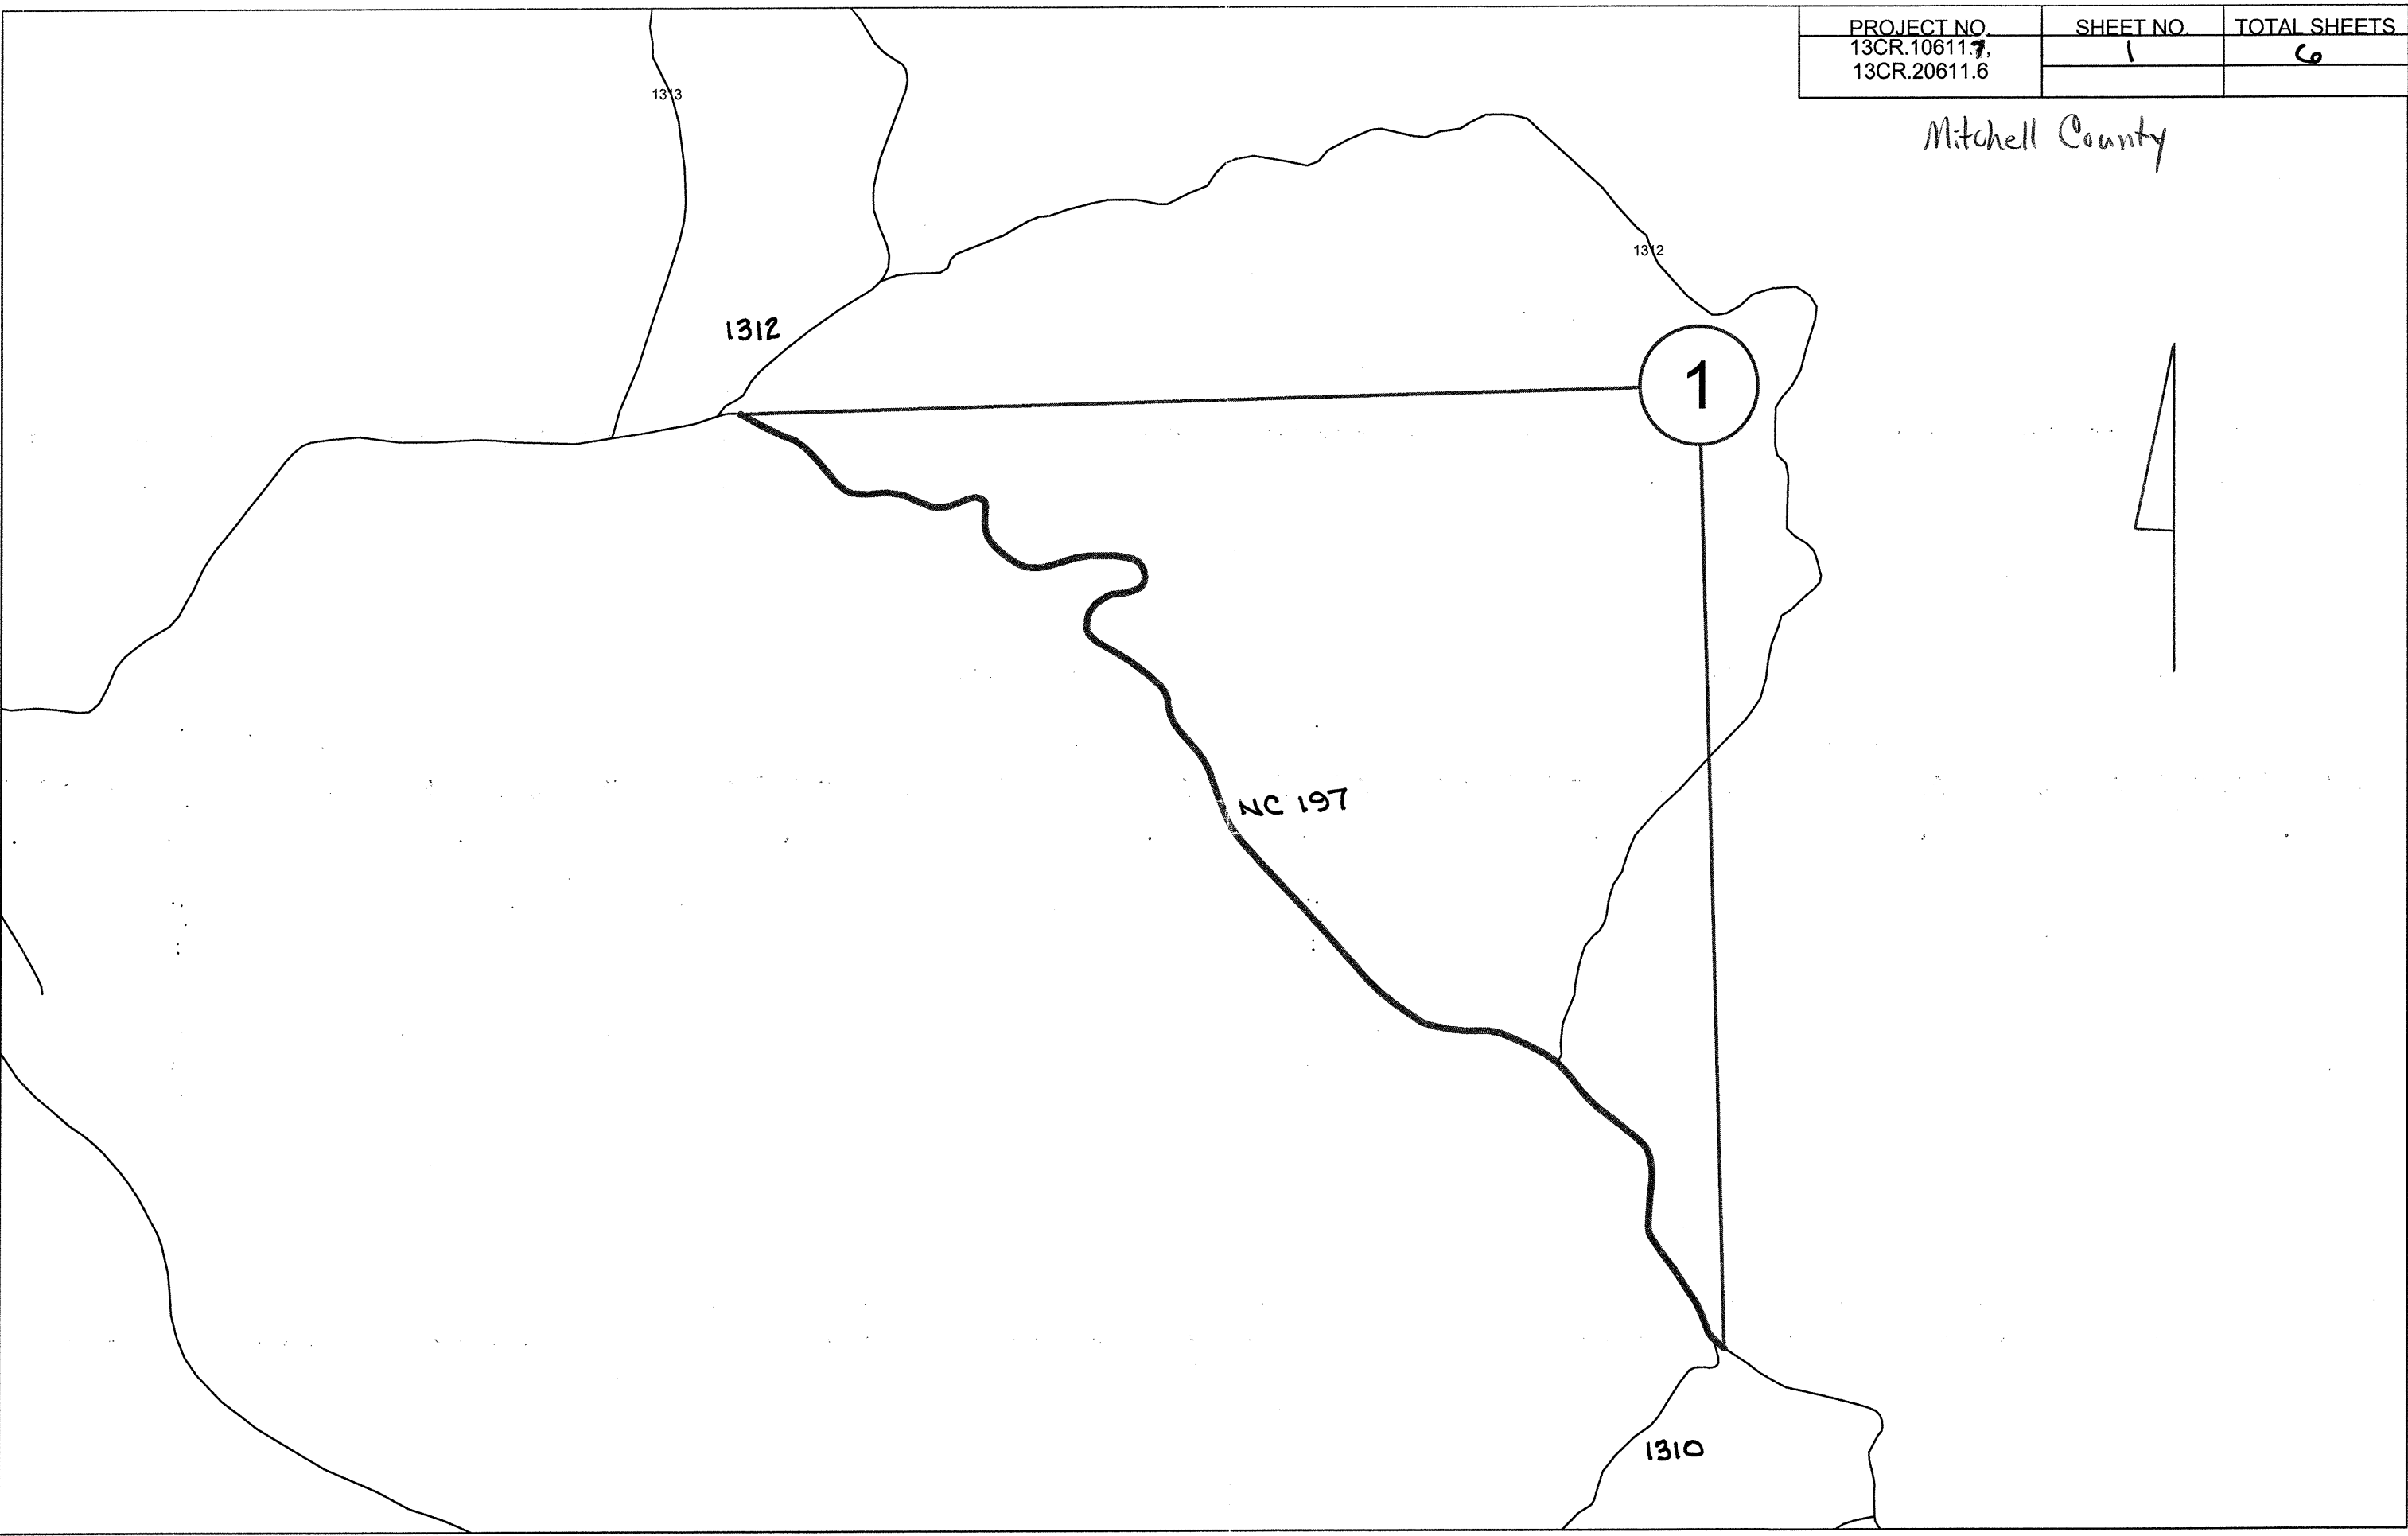 PROJECT NO. SHEET NO. TOTAL SHEETS
13CR.10611.7, 1 6
13CR.20611.6
Mitchell County
1313
1312
1312
1
NC 197
1310